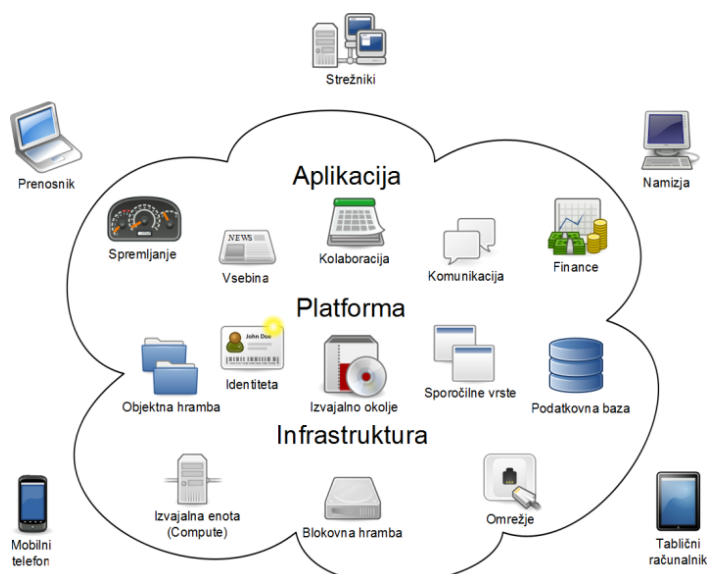 Strežniki
Prenosnik
Namizja
Aplikacija
Spremljanje
NEWS
Vsebina
Kolaboracija
Komunikacija
Finance
Platforma
John Doe
Objektna hramba
Identiteta
Izvajalno okolje
Sporočilne vrste
Podatkovna baza
Infrastruktura
Izvajalna enota
(Compute)
Blokovna hramba
Omrežje
Mobilni
telefon
Tablični
računalnik